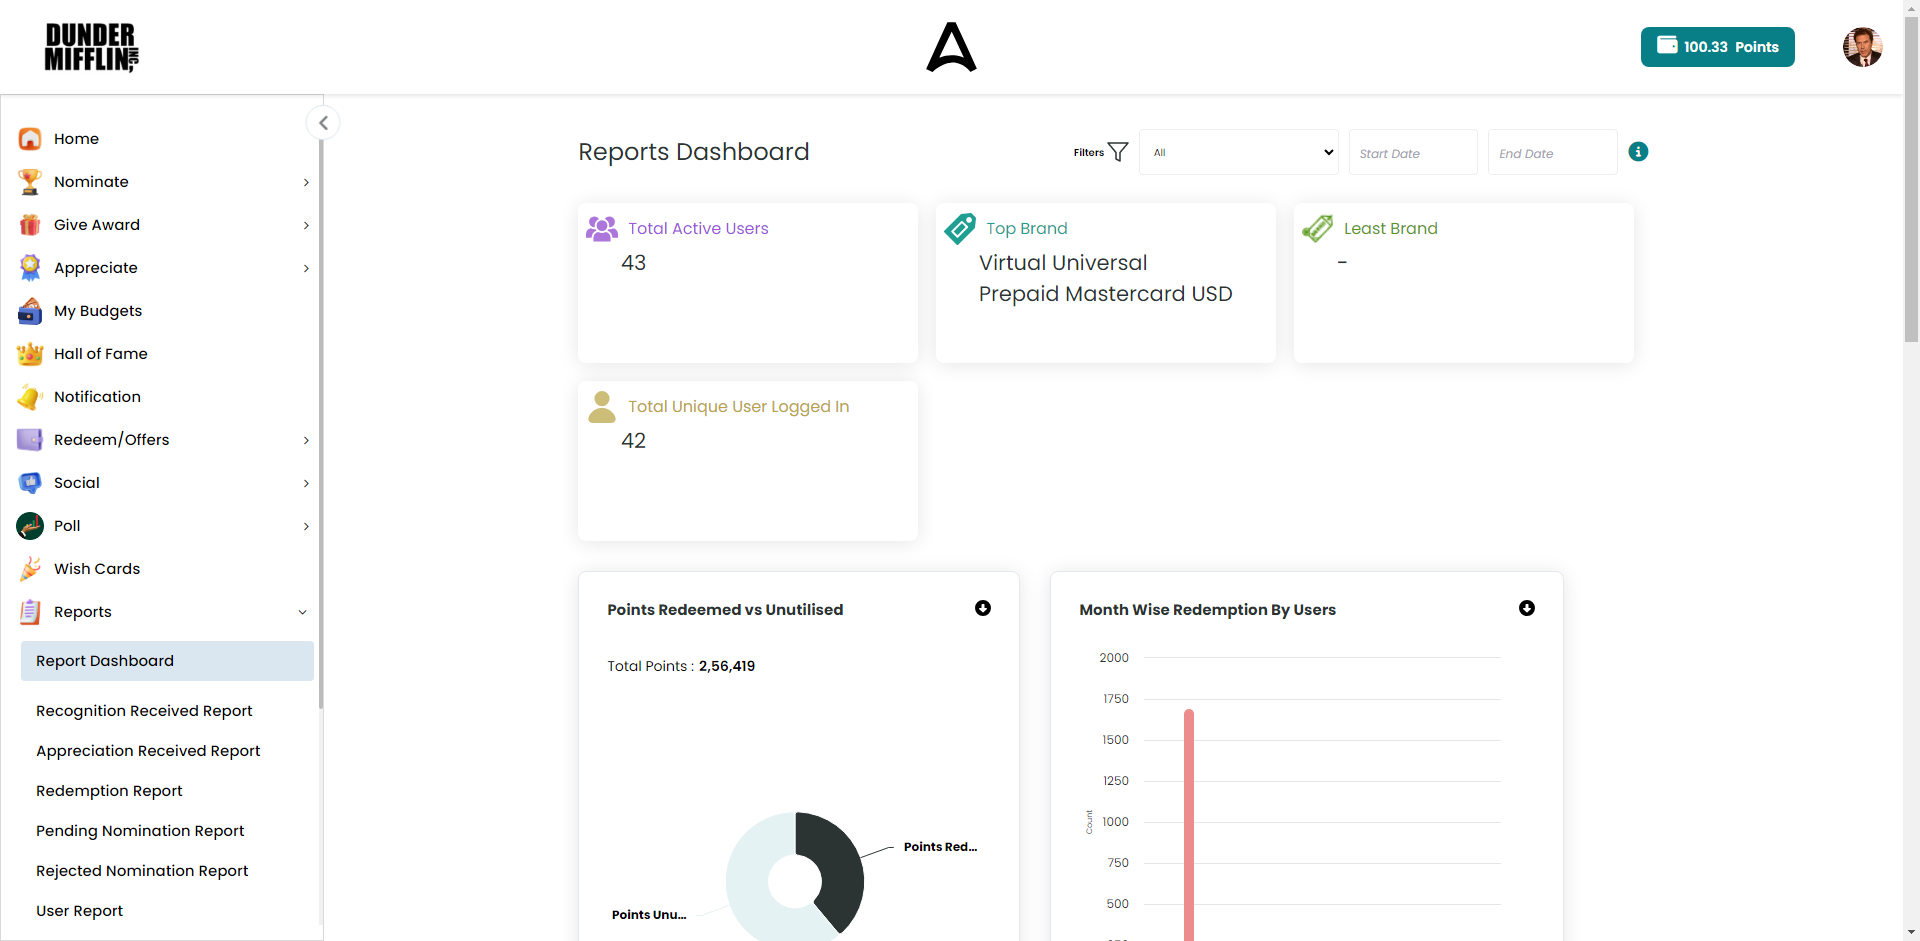 DUNDER
MIFFLIN, INC
100.33 Points
Home
Nominate
Give Award
Appreciate
My Budgets
Hall of Fame
Notification
Redeem/Offers
Social
Poll
Wish Cards
Reports
Report Dashboard
Recognition Received Report
Appreciation Received Report
Redemption Report
Pending Nomination Report
Rejected Nomination Report
User Report
Reports Dashboard
Filters
All
Start Date
End Date
Total Active Users
43
Top Brand
Virtual Universal
Prepaid Mastercard USD
Least Brand
-
Total Unique User Logged In
42
Points Redeemed vs Unutilised
Total Points : 2,56,419
Points Red...
Points Unu...
Month Wise Redemption By Users
2000
1750
1500
1250
1000
750
500
Count